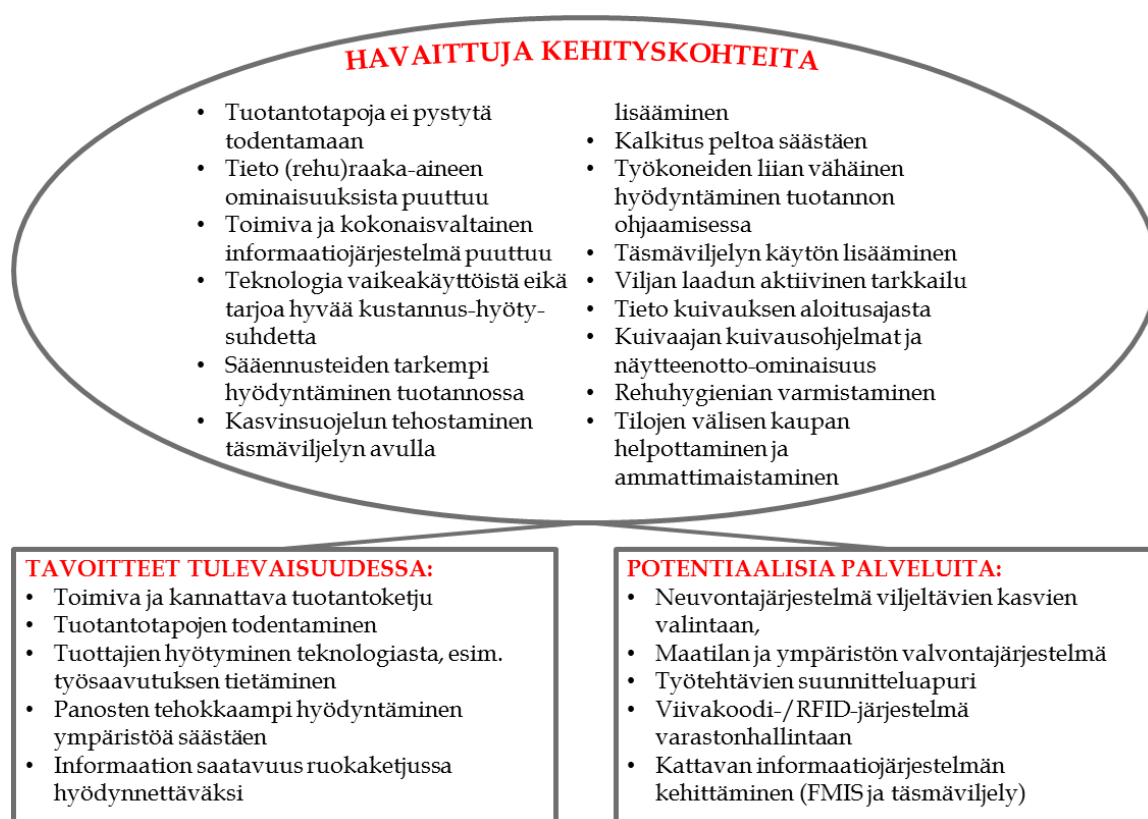 HAVAITTUJA KEHITYSKOHTEITA
• Tuotantotapoja ei pystytä
todentamaan
• Tieto (rehu)raaka-aineen
ominaisuuksista puuttuu
• Toimiva ja kokonaisvaltainen
informaatiojärjestelmä puuttuu
• Teknologia vaikeakäyttöistä eikä
tarjoa hyvää kustannus-hyöty-
suhdetta
• Sääennusteiden tarkempi
hyödyntäminen tuotannossa
• Kasvinsuojelun tehostaminen
täsmäviljelyn avulla
lisääminen
• Kalkitus peltoa säästäen
• Työkoneiden liian vähäinen
hyödyntäminen tuotannon
ohjaamisessa
• Täsmäviljelyn käytön lisääminen
• Viljan laadun aktiivinen tarkkailu
• Tieto kuivauksen aloitusajasta
• Kuivaajan kuivausohjelmat ja
näytteenotto-ominaisuus
• Rehuhygienian varmistaminen
• Tilojen välisen kaupan
helpottaminen ja
ammattimaistaminen
TAVOITTEET TULEVAISUUDESSA:
• Toimiva ja kannattava tuotantoketju
• Tuotantotapojen todentaminen
• Tuottajien hyötyminen teknologiasta, esim.
työsaavutuksen tietäminen
• Panosten tehokkaampi hyödyntäminen
ympäristöä säästäen
• Informaation saatavuus ruokaketjussa
hyödynnettäväksi
POTENTIAALISIA PALVELUITA:
• Neuvontajärjestelmä viljeltävien kasvien
valintaan,
• Maatilan ja ympäristön valvontajärjestelmä
• Työtehtävien suunnitteluapuri
• Viivakoodi-/RFID-järjestelmä
varastonhallintaan
• Kattavan informaatiojärjestelmän
kehittäminen (FMIS ja täsmäviljely)